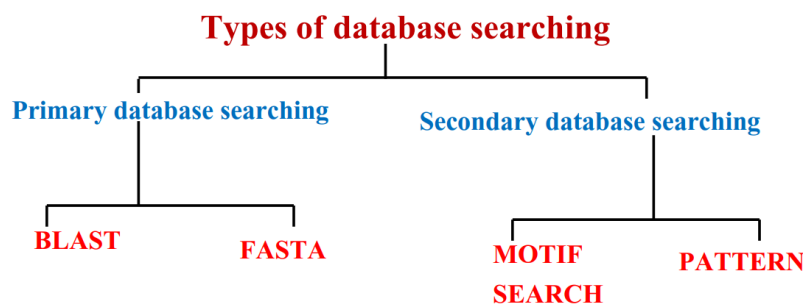 Types of database searching
Primary database searching
Secondary database searching
BLAST
FASTA
MOTIF
SEARCH
PATTERN